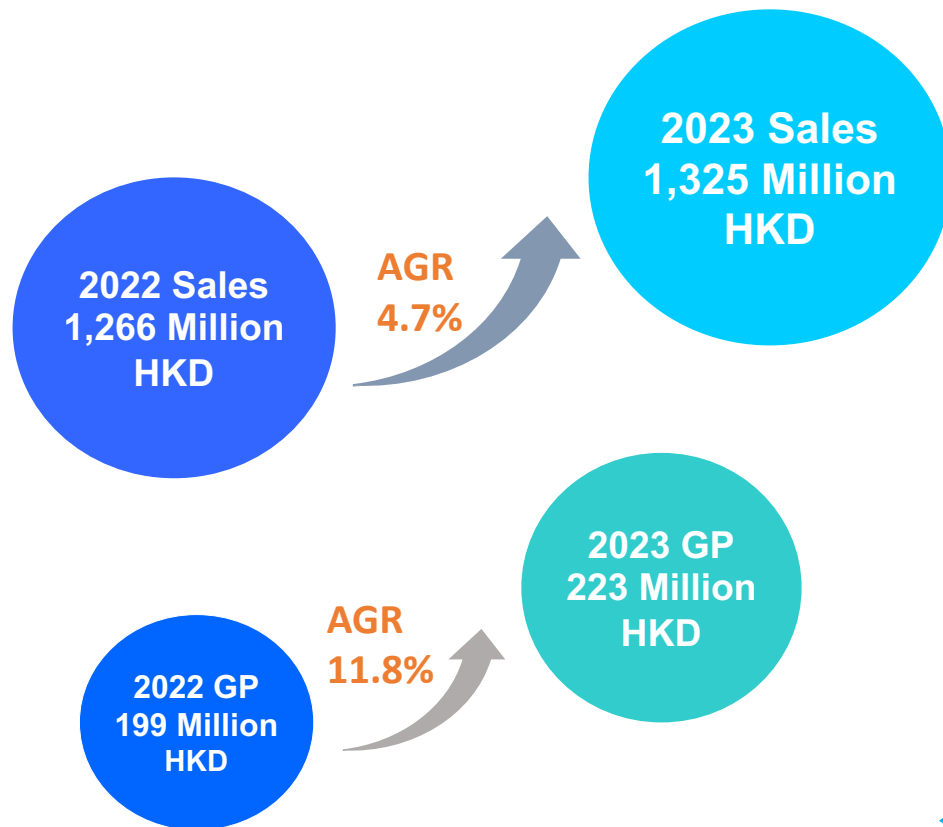 2023 Sales
1,325 Million
HKD
2022 Sales
1,266 Million
HKD
AGR
4.7%
2023 GP
223 Million
HKD
AGR
11.8%
2022 GP
199 Million
HKD